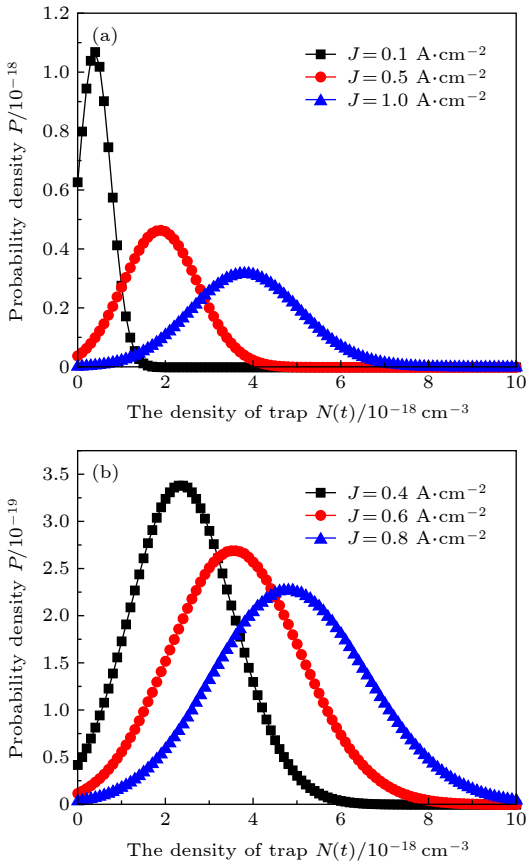 1.2
(a)
J=0.1 A·cm⁻²
1.0
J=0.5 A·cm⁻²
J=1.0 A·cm⁻²
0.8
0.6
0.4
0.2
0
0 2 4 6 8 10
Probability density P/10⁻¹⁸
The density of trap N(t)/10⁻¹⁸ cm⁻³
(b)
3.5
J=0.4 A·cm⁻²
J=0.6 A·cm⁻²
3.0
J=0.8 A·cm⁻²
2.5
2.0
1.5
1.0
0.5
0
0 2 4 6 8 10
Probability density P/10⁻¹⁹
The density of trap N(t)/10⁻¹⁸ cm⁻³